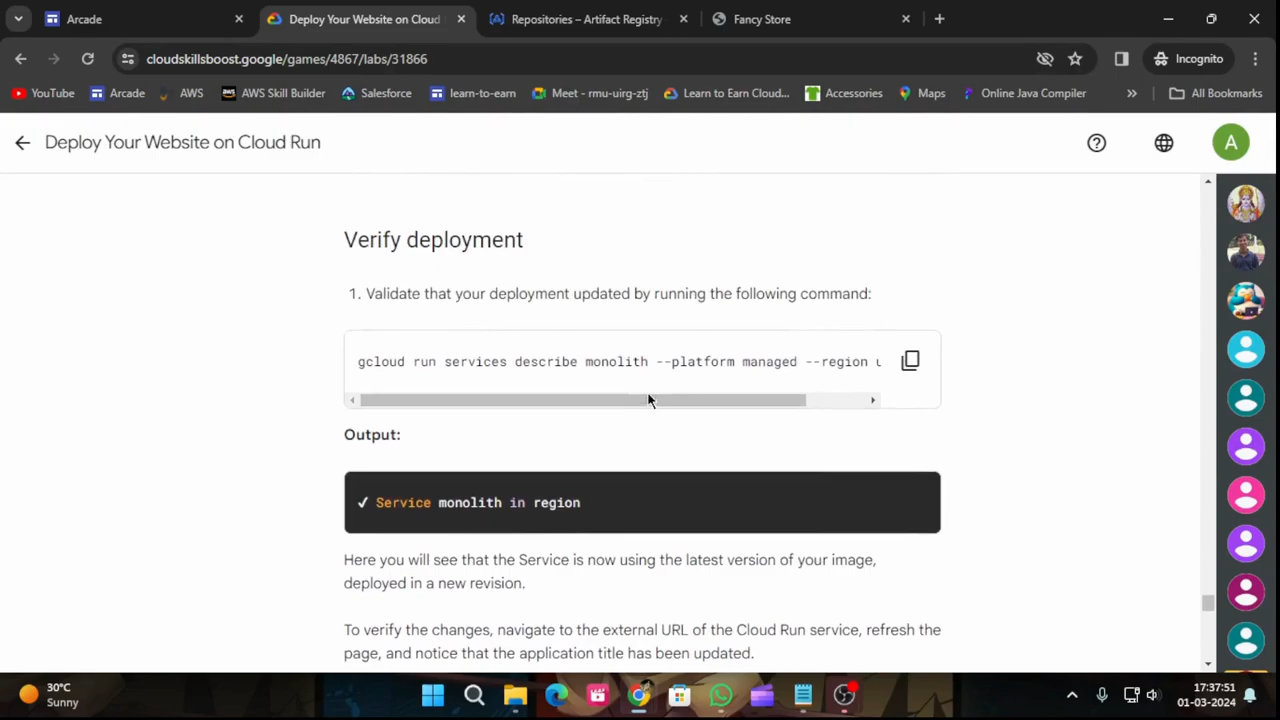 Arcade
Deploy Your Website on Cloud
Repositories – Artifact Registry
Fancy Store
cloudskillsboost.google/games/4867/labs/31866
Incognito
YouTube
Arcade
AWS
AWS Skill Builder
Salesforce
learn-to-earn
Meet - rmu-uirg-ztj
Learn to Earn Cloud...
Accessories
Maps
Online Java Compiler
All Bookmarks
Deploy Your Website on Cloud Run
A
Verify deployment
1. Validate that your deployment updated by running the following command:
gcloud run services describe monolith --platform managed --region u
Output:
✓ Service monolith in region
Here you will see that the Service is now using the latest version of your image,
deployed in a new revision.
To verify the changes, navigate to the external URL of the Cloud Run service, refresh the
page, and notice that the application title has been updated.
30°C
Sunny
17:37:51
01-03-2024